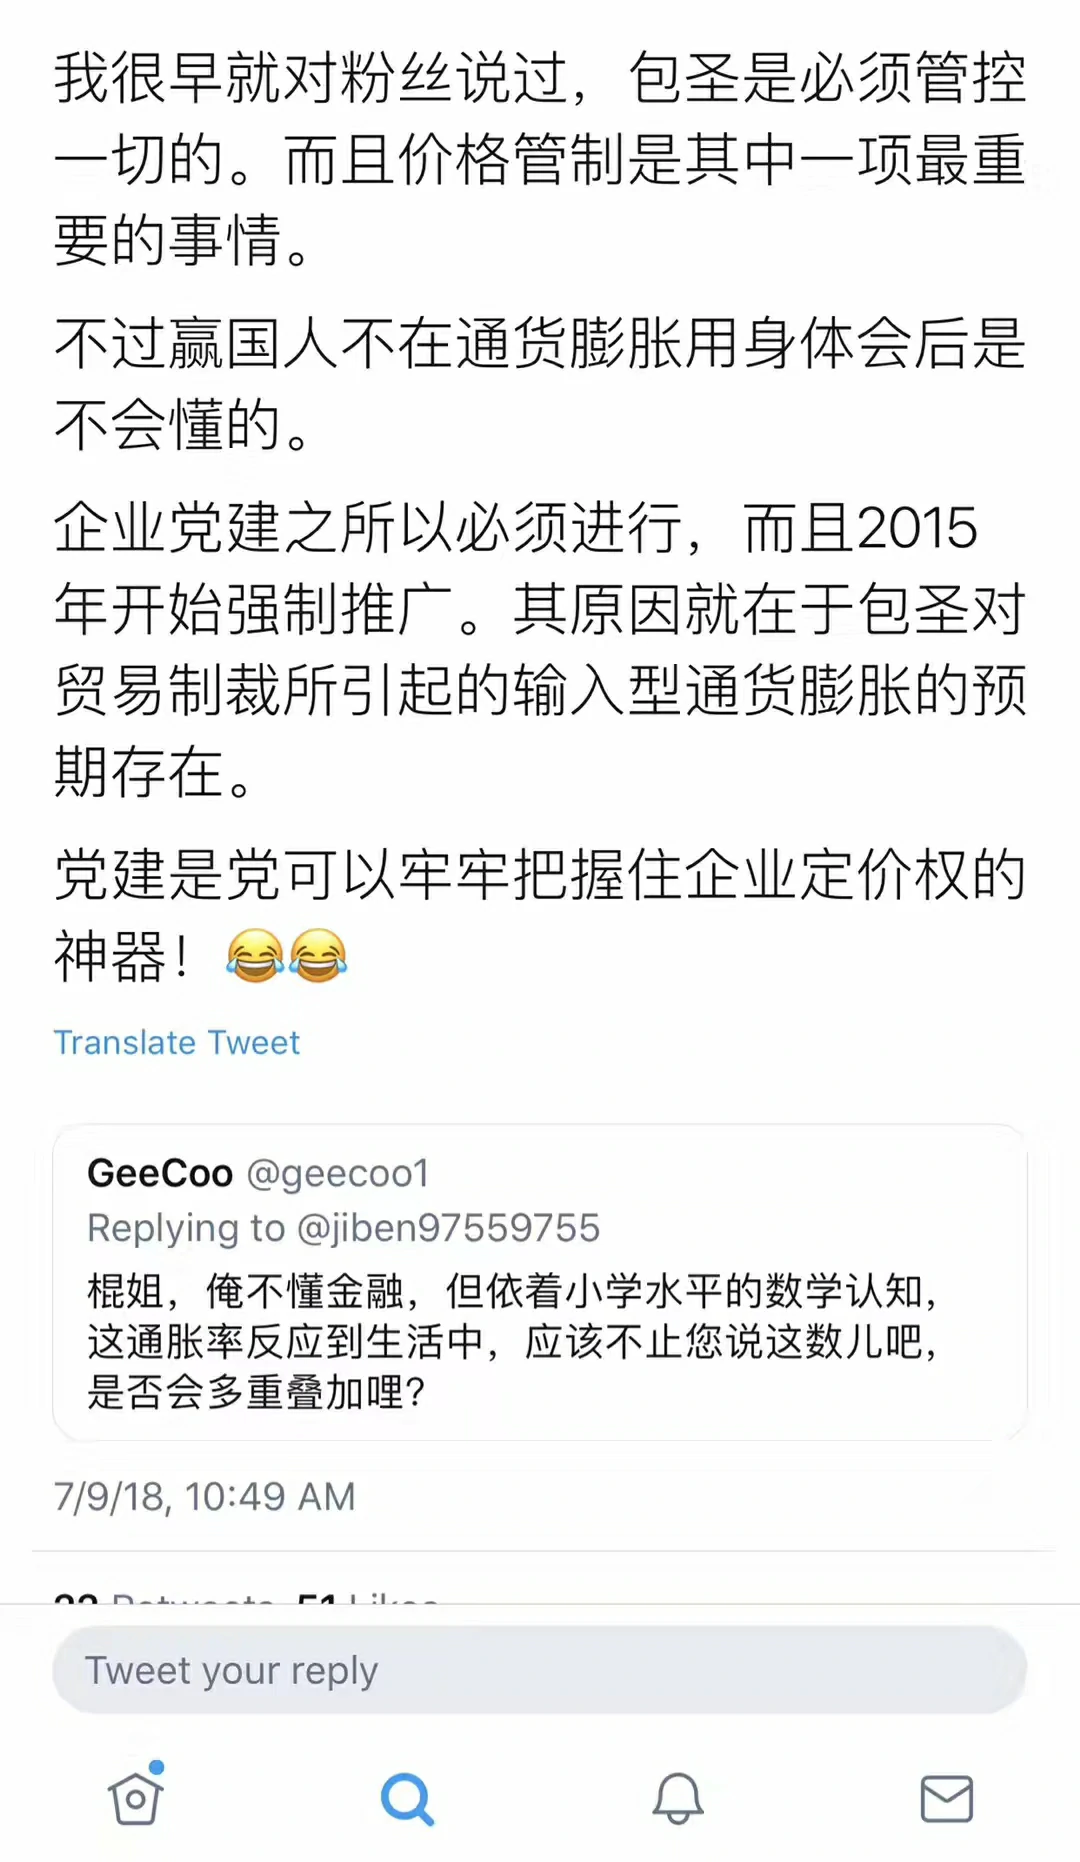 我很早就对粉丝说过，包圣是必须管控
一切的。而且价格管制是其中一项最重
要的事情。
不过赢国人不在通货膨胀用身体会后是
不会懂的。
企业党建之所以必须进行，而且2015
年开始强制推广。其原因就在于包圣对
贸易制裁所引起的输入型通货膨胀的预
期存在。
党建是党可以牢牢把握住企业定价权的
神器！😂😂
Translate Tweet
GeeCoo @geecoo1
Replying to @jiben97559755
棍姐，俺不懂金融，但依着小学水平的数学认知，
这通胀率反应到生活中，应该不止您说这数儿吧，
是否会多重叠加哩？
7/9/18, 10:49 AM
Retweets 51 Likes
Tweet your reply